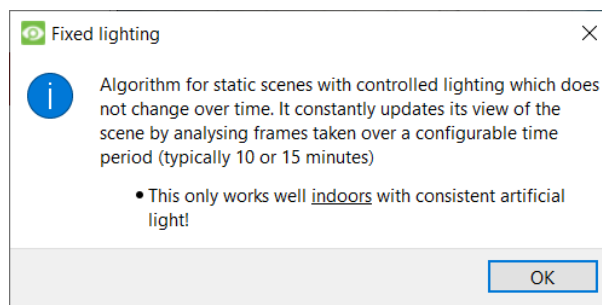 Fixed lighting
Algorithm for static scenes with controlled lighting which does
not change over time. It constantly updates its view of the
scene by analysing frames taken over a configurable time
period (typically 10 or 15 minutes)
• This only works well indoors with consistent artificial
light!
OK